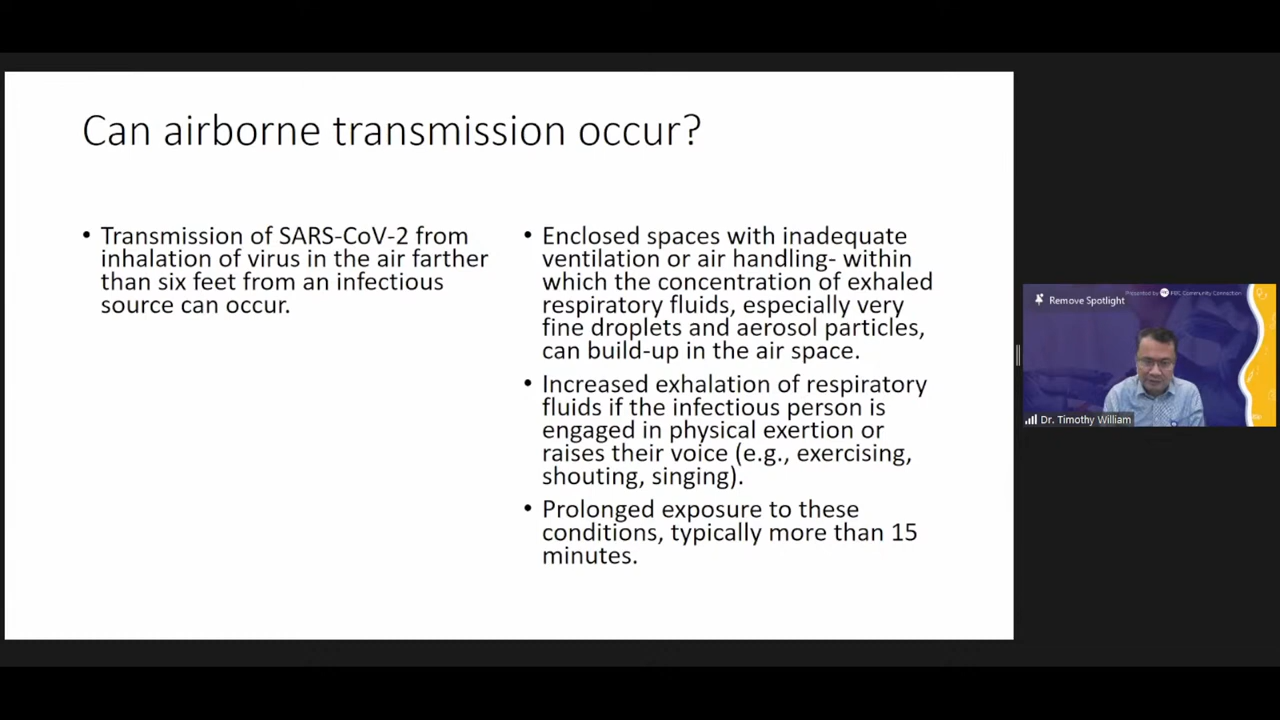 Can airborne transmission occur?
• Transmission of SARS-CoV-2 from
inhalation of virus in the air farther
than six feet from an infectious
source can occur.
• Enclosed spaces with inadequate
ventilation or air handling- within
which the concentration of exhaled
respiratory fluids, especially very
fine droplets and aerosol particles,
can build-up in the air space.
• Increased exhalation of respiratory
fluids if the infectious person is
engaged in physical exertion or
raises their voice (e.g., exercising,
shouting, singing).
• Prolonged exposure to these
conditions, typically more than 15
minutes.
Presented by Community Connection
Remove Spotlight
Dr. Timothy William